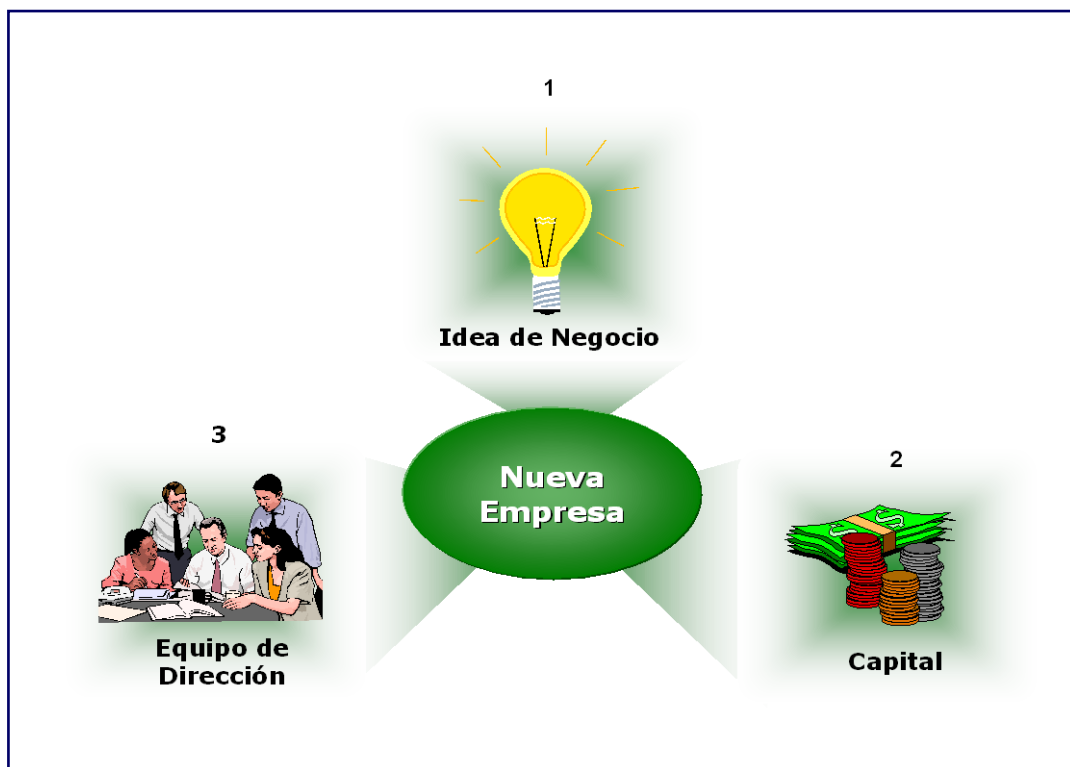 1
Idea de Negocio
Nueva
Empresa
3
Equipo de
Dirección
2
Capital